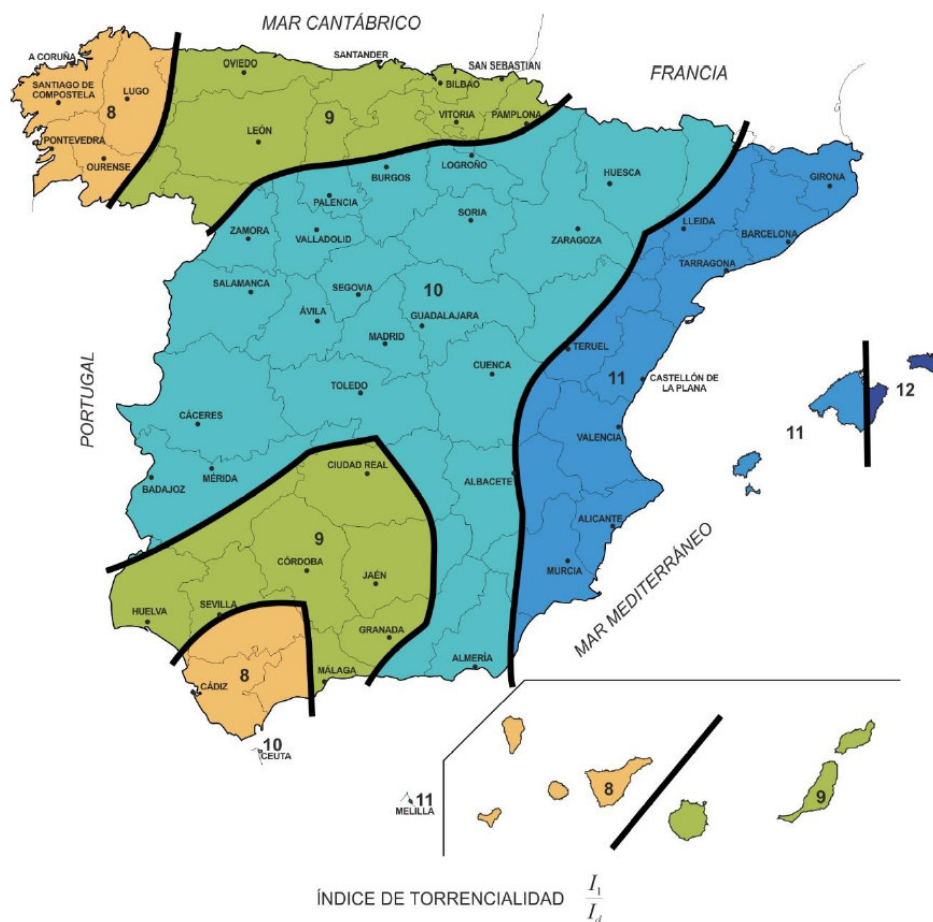 MAR CANTÁBRICO
A CORUÑA
SANTIAGO DE
COMPOSTELA
LUGO
8
PONTEVEDRA
OURENSE
OVIEDO
SANTANDER
BILBAO
SAN SEBASTIÁN
FRANCIA
LEÓN
9
VITORIA
PAMPLONA
BURGOS
LOGROÑO
HUESCA
GIRONA
PALENCIA
ZAMORA
VALLADOLID
SORIA
ZARAGOZA
LLEIDA
BARCELONA
TARRAGONA
SALAMANCA
SEGOVIA
10
ÁVILA
GUADALAJARA
MADRID
TERUEL
PORTUGAL
CUENCA
TOLEDO
11
CASTELLÓN DE
LA PLANA
12
CÁCERES
VALENCIA
11
BADAJOZ
MÉRIDA
CIUDAD REAL
ALBACETE
ALICANTE
MURCIA
MAR MEDITERRÁNEO
9
CÓRDOBA
JAÉN
HUELVA
SEVILLA
GRANADA
MÁLAGA
ALMERÍA
8
CÁDIZ
10
CEUTA
11
MELILLA
8
9
ÍNDICE DE TORRENCIALIDAD I₁/I_d